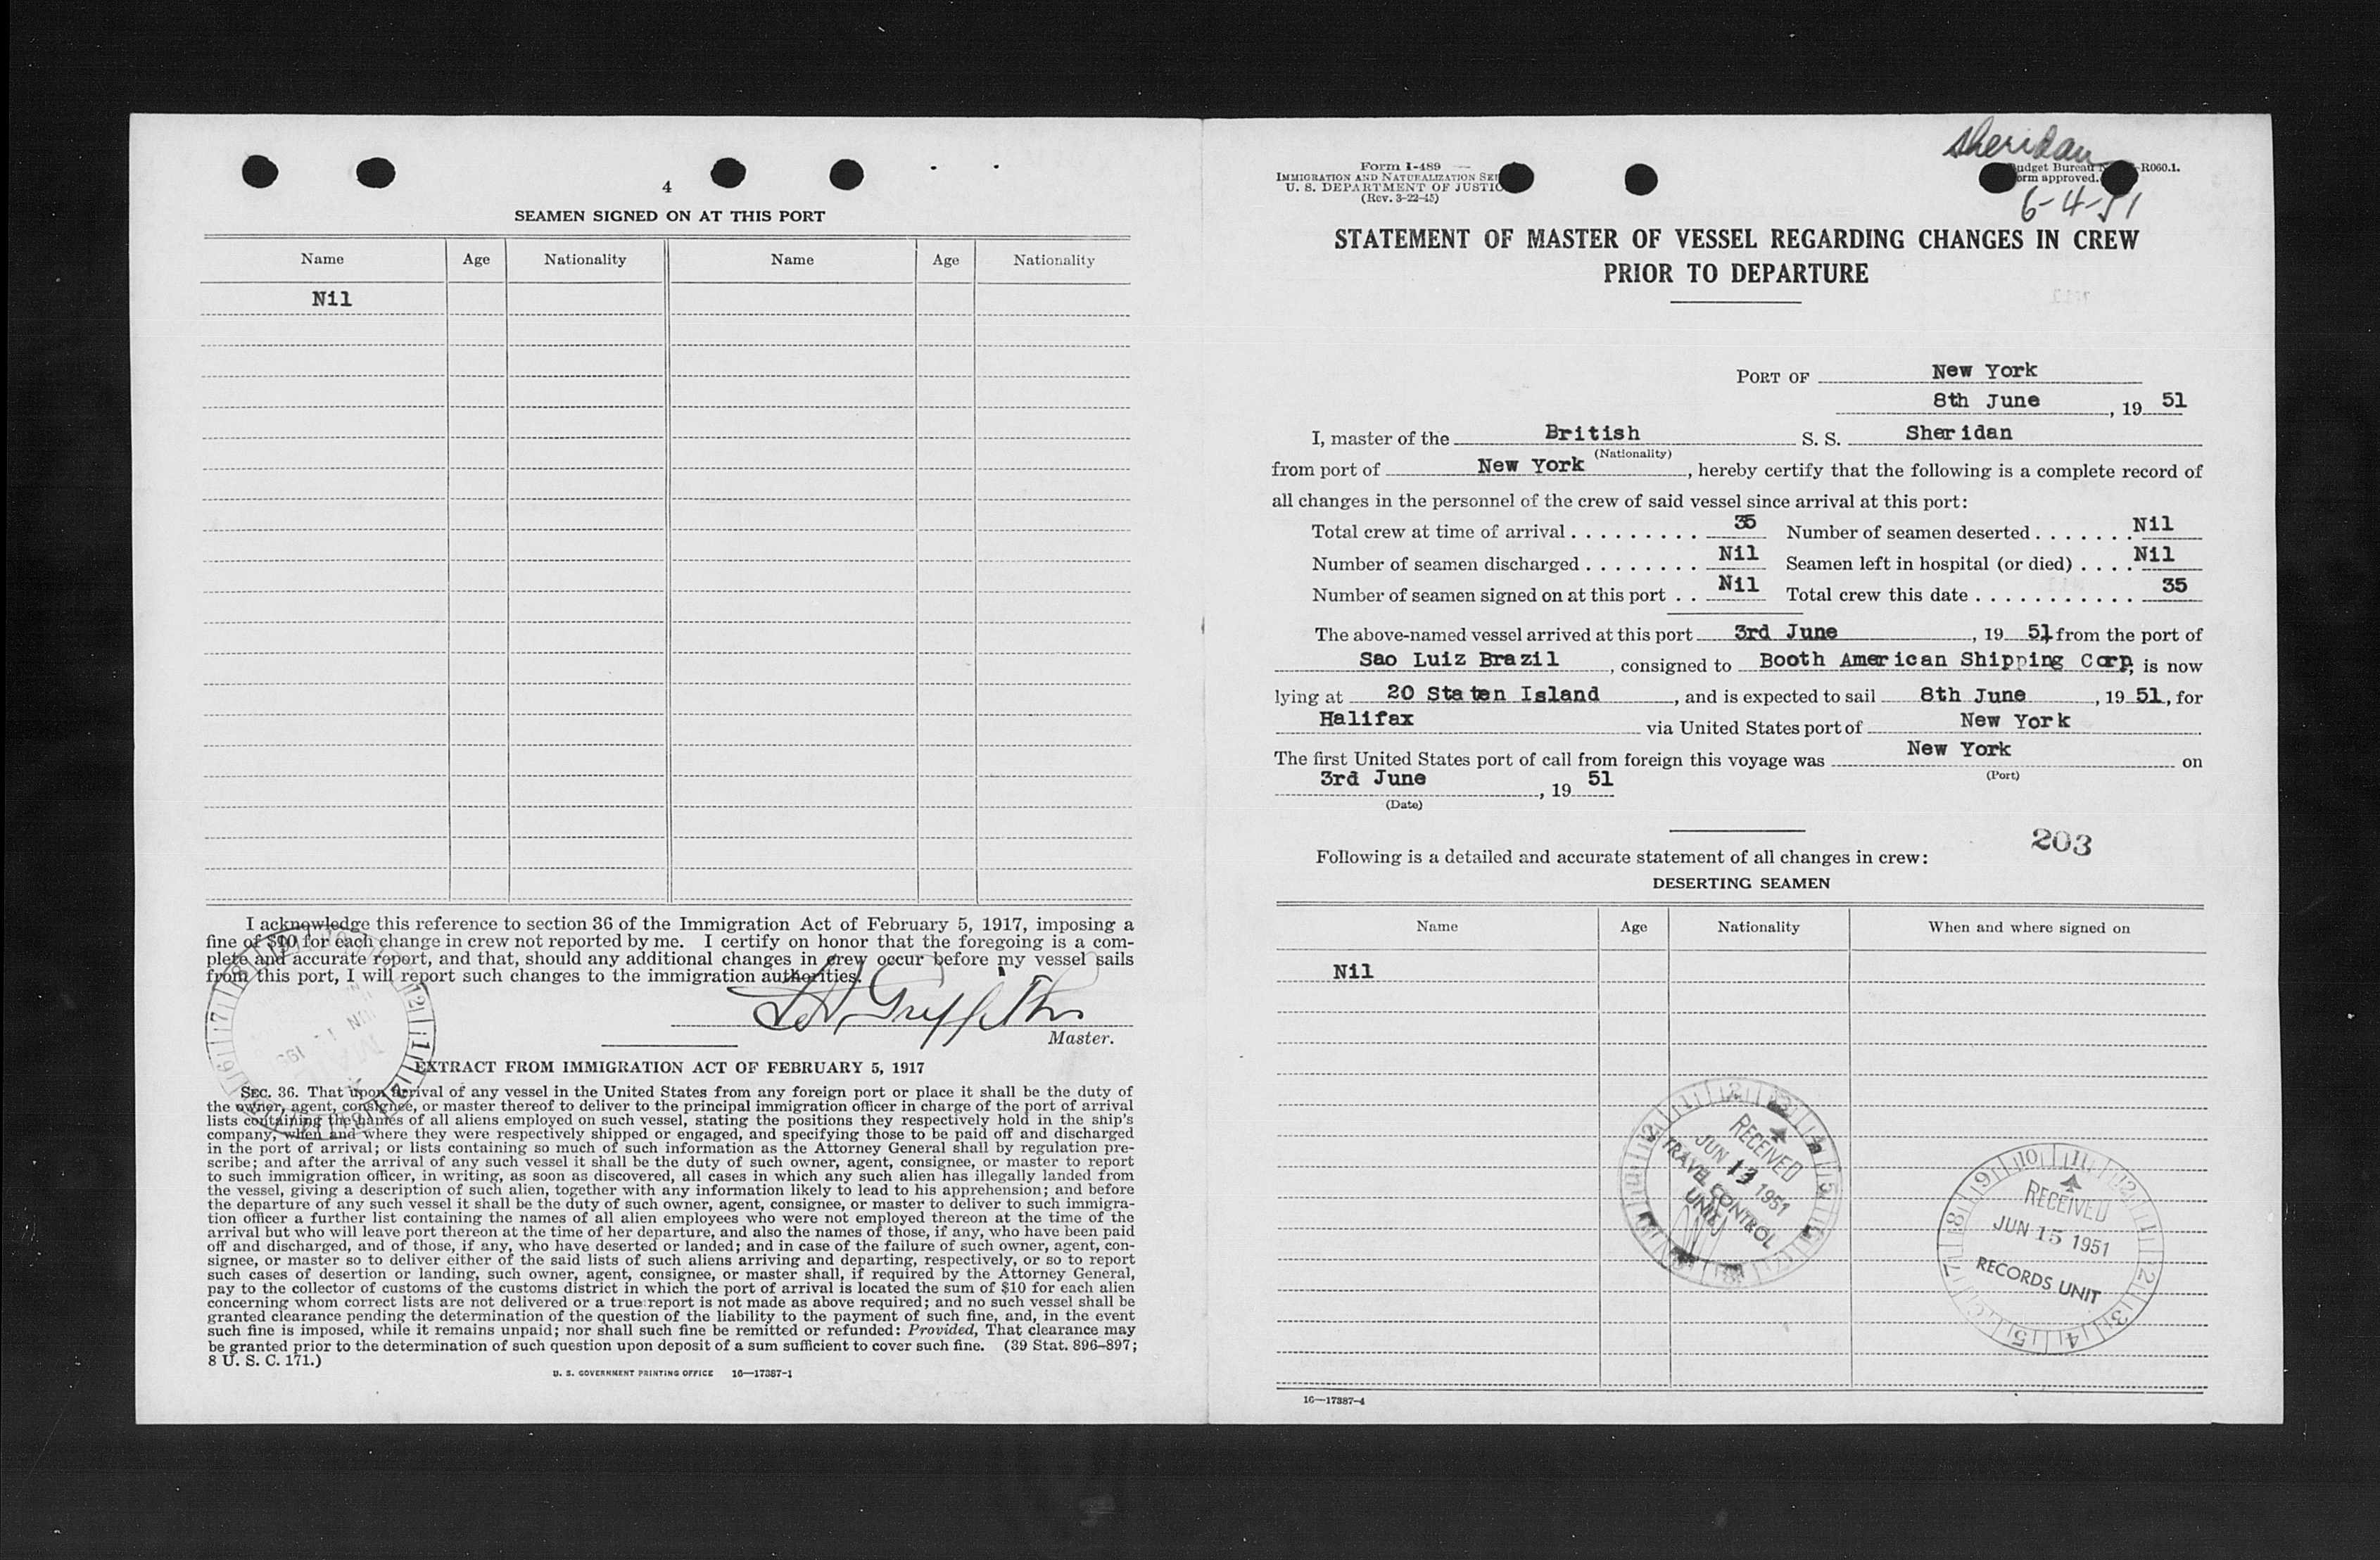 4
SEAMEN SIGNED ON AT THIS PORT
Name Age Nationality Name Age Nationality
Nil
I acknowledge this reference to section 36 of the Immigration Act of February 5, 1917, imposing a
fine of $10 for each change in crew not reported by me. I certify on honor that the foregoing is a com-
plete and accurate report, and that, should any additional changes in crew occur before my vessel sails
from this port, I will report such changes to the immigration authorities.
Griffiths
Master.
EXTRACT FROM IMMIGRATION ACT OF FEBRUARY 5, 1917
SEC. 36. That upon arrival of any vessel in the United States from any foreign port or place it shall be the duty of
the owner, agent, consignee, or master thereof to deliver to the principal immigration officer in charge of the port of arrival
lists containing the names of all aliens employed on such vessel, stating the positions they respectively hold in the ship's
company, when and where they were respectively shipped or engaged, and specifying those to be paid off and discharged
in the port of arrival; or lists containing so much of such information as the Attorney General shall by regulation pre-
scribe; and after the arrival of any such vessel it shall be the duty of such owner, agent, consignee, or master to report
to such immigration officer, in writing, as soon as discovered, all cases in which any such alien has illegally landed from
the vessel, giving a description of such alien, together with any information likely to lead to his apprehension; and before
the departure of any such vessel it shall be the duty of such owner, agent, consignee, or master to deliver to such immigra-
tion officer a further list containing the names of all alien employees who were not employed thereon at the time of the
arrival but who will leave port thereon at the time of her departure, and also the names of those, if any, who have been paid
off and discharged, and of those, if any, who have deserted or landed; and in case of the failure of such owner, agent, con-
signee, or master so to deliver either of the said lists of such aliens arriving and departing, respectively, or so to report
such cases of desertion or landing, such owner, agent, consignee, or master shall, if required by the Attorney General,
pay to the collector of customs of the customs district in which the port of arrival is located the sum of $10 for each alien
concerning whom correct lists are not delivered or a true report is not made as above required; and no such vessel shall be
granted clearance pending the determination of the question of the liability to the payment of such fine, and, in the event
such fine is imposed, while it remains unpaid; nor shall such fine be remitted or refunded: Provided, That clearance may
be granted prior to the determination of such question upon deposit of a sum sufficient to cover such fine. (39 Stat. 896-897;
8 U. S. C. 171.)
U. S. GOVERNMENT PRINTING OFFICE 16—17387-1
Sheridan
6-4-51
Form I-489
IMMIGRATION AND NATURALIZATION SE
U. S. DEPARTMENT OF JUSTIC
(Rev. 3-22-45)
udget Bureau N -R060.1.
orm approved.
STATEMENT OF MASTER OF VESSEL REGARDING CHANGES IN CREW
PRIOR TO DEPARTURE
PORT OF New York
8th June, 19 51
I, master of the British S. S. Sheridan
(Nationality)
from port of New York, hereby certify that the following is a complete record of
all changes in the personnel of the crew of said vessel since arrival at this port:
Total crew at time of arrival . . . . . . . . . 35 Number of seamen deserted . . . . . . . Nil
Number of seamen discharged . . . . . . . . Nil Seamen left in hospital (or died) . . . . Nil
Number of seamen signed on at this port . . Nil Total crew this date . . . . . . . . . . . . 35
The above-named vessel arrived at this port 3rd June, 19 51 from the port of
Sao Luiz Brazil, consigned to Booth American Shipping Corp, is now
lying at 20 Staten Island, and is expected to sail 8th June, 19 51, for
Halifax via United States port of New York
The first United States port of call from foreign this voyage was New York on
(Port)
3rd June, 19 51
(Date)
203
Following is a detailed and accurate statement of all changes in crew:
DESERTING SEAMEN
Name Age Nationality When and where signed on
Nil
RECEIVED
JUN 13 1951
TRAVEL CONTROL
UNIT
RECEIVED
JUN 15 1951
RECORDS UNIT
16—17387-4